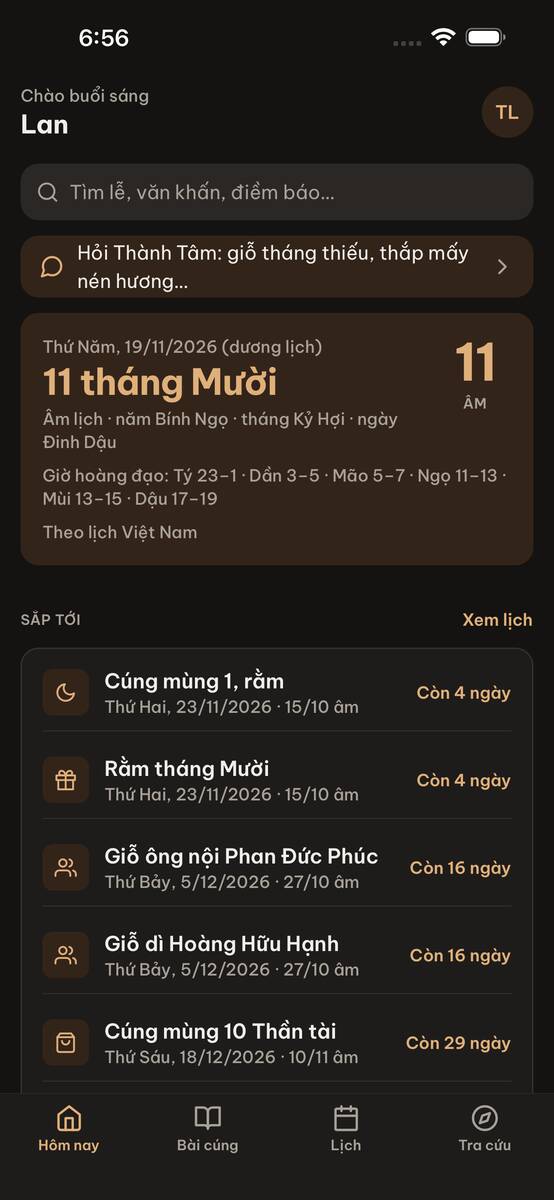 6:56
Chào buổi sáng
Lan
TL
Tìm lễ, văn khấn, điềm báo...
Hỏi Thành Tâm: giỗ tháng thiếu, thắp mấy
nén hương...
Thứ Năm, 19/11/2026 (dương lịch)
11 tháng Mười
Âm lịch · năm Bính Ngọ · tháng Kỷ Hợi · ngày
Đinh Dậu
11
ÂM
Giờ hoàng đạo: Tý 23–1 · Dần 3–5 · Mão 5–7 · Ngọ 11–13 ·
Mùi 13–15 · Dậu 17–19
Theo lịch Việt Nam
SẮP TỚI
Xem lịch
Cúng mùng 1, rằm
Thứ Hai, 23/11/2026 · 15/10 âm
Còn 4 ngày
Rằm tháng Mười
Thứ Hai, 23/11/2026 · 15/10 âm
Còn 4 ngày
Giỗ ông nội Phan Đức Phúc
Thứ Bảy, 5/12/2026 · 27/10 âm
Còn 16 ngày
Giỗ dì Hoàng Hữu Hạnh
Thứ Bảy, 5/12/2026 · 27/10 âm
Còn 16 ngày
Cúng mùng 10 Thần tài
Thứ Sáu, 18/12/2026 · 10/11 âm
Còn 29 ngày
Hôm nay
Bài cúng
Lịch
Tra cứu